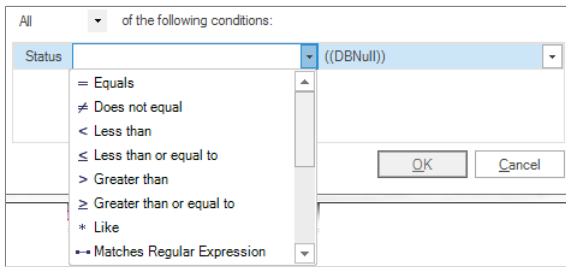 All of the following conditions:
Status ((DBNull))
= Equals
≠ Does not equal
< Less than
≤ Less than or equal to
> Greater than
OK Cancel
≥ Greater than or equal to
* Like
Matches Regular Expression